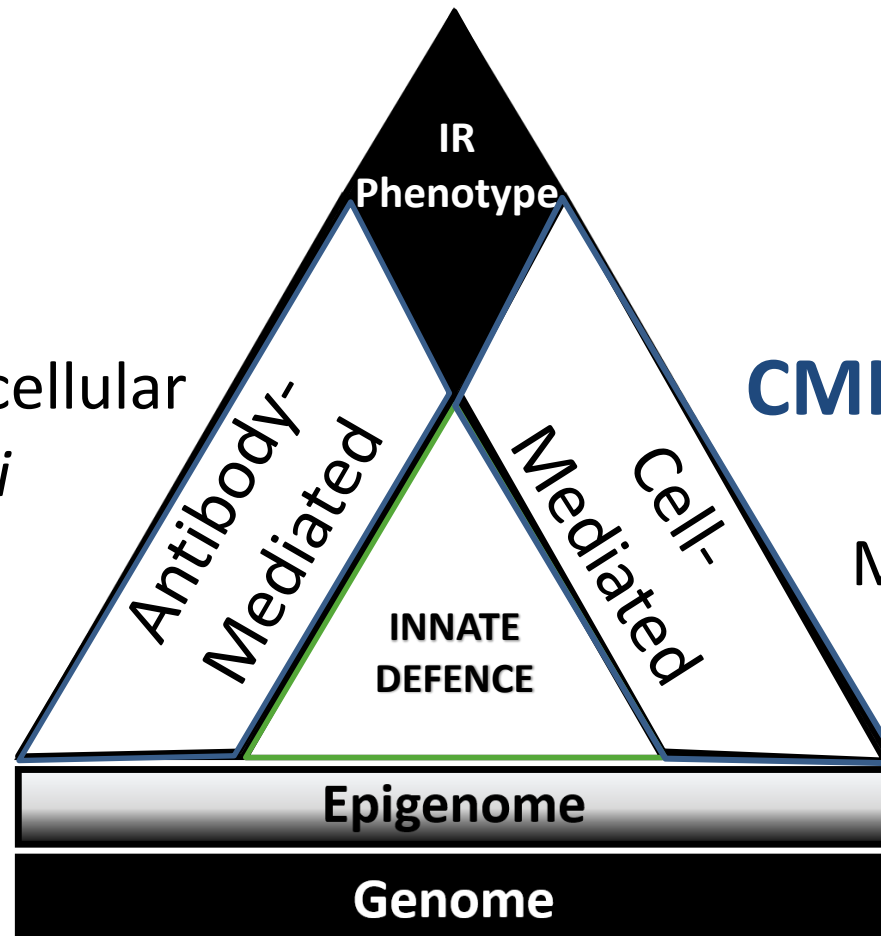 IR
Phenotype
cellular
i
CMI
M
Antibody-
Mediated
Cell-
Mediated
INNATE
DEFENCE
Epigenome
Genome